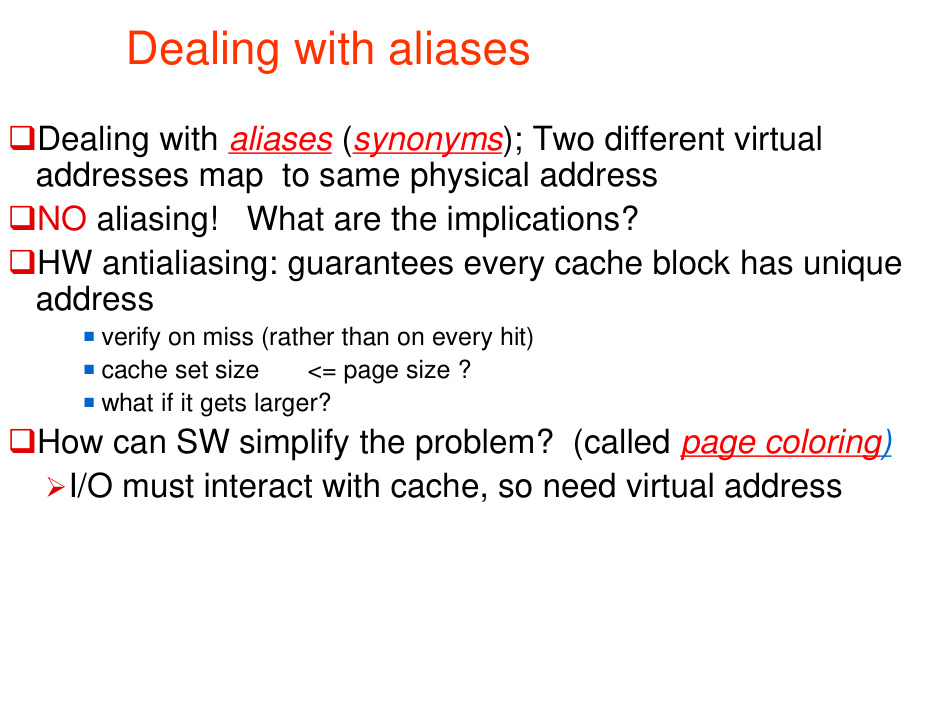 Dealing with aliases
Dealing with aliases (synonyms); Two different virtual
addresses map  to same physical address
NO aliasing!   What are the implications?
HW antialiasing: guarantees every cache block has unique
address
verify on miss (rather than on every hit)
cache set size       <= page size ?
what if it gets larger?
How can SW simplify the problem?  (called page coloring)
I/O must interact with cache, so need virtual address